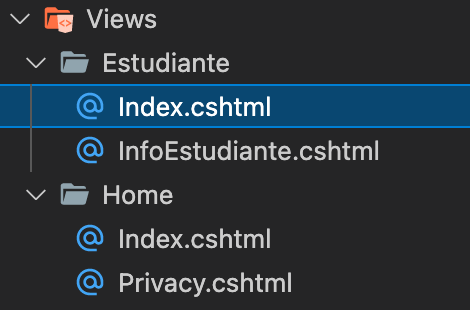 Views
Estudiante
Index.cshtml
InfoEstudiante.cshtml
Home
Index.cshtml
Privacy.cshtml